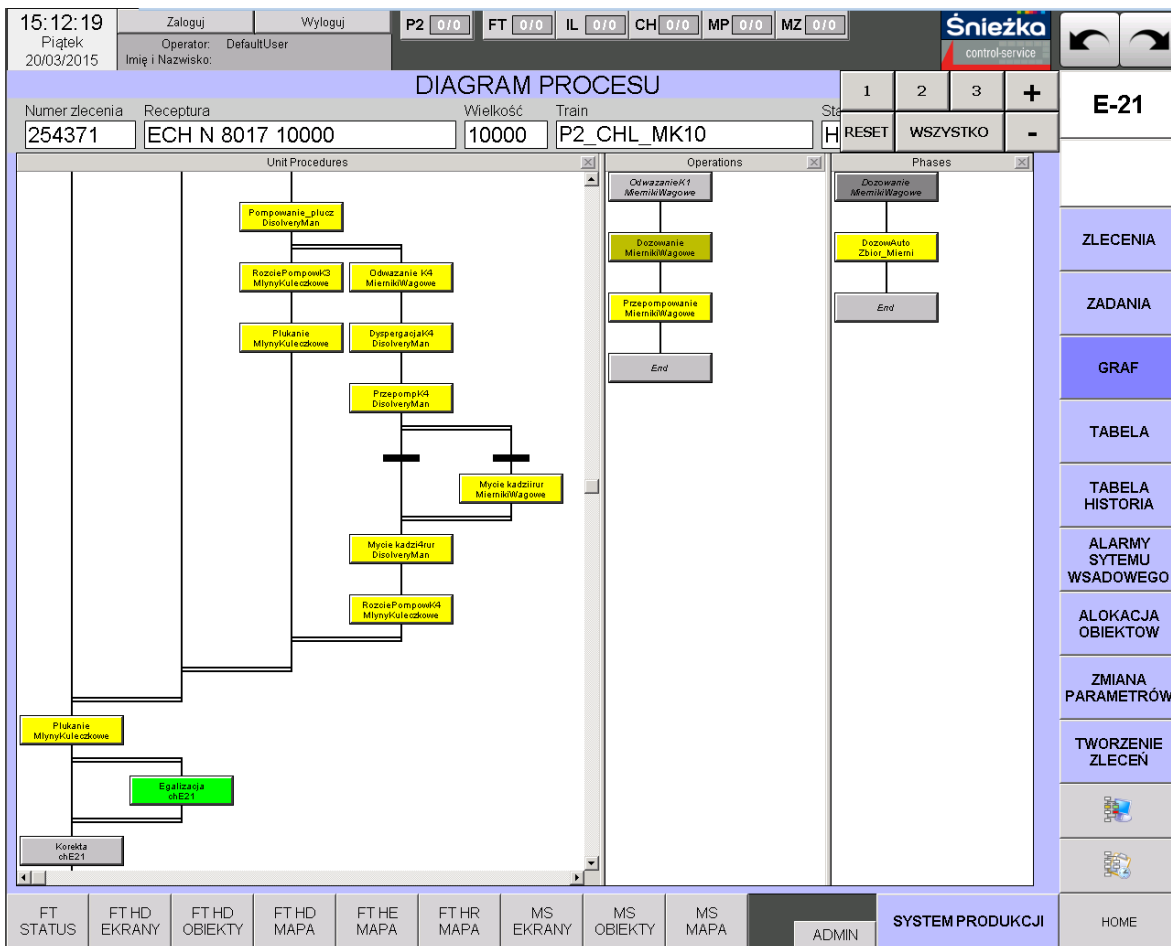 15:12:19
Piątek
20/03/2015
Zaloguj
Wyloguj
Operator: DefaultUser
Imię i Nazwisko:
P2 0/0 FT 0/0 IL 0/0 CH 0/0 MP 0/0 MZ 0/0
Śnieżka
control-service
DIAGRAM PROCESU
1 2 3 +
RESET WSZYSTKO -
E-21
Numer zlecenia Receptura Wielkość Train Sta
254371 ECH N 8017 10000 10000 P2_CHL_MK10 H
Unit Procedures
Pompowanie_plucz
DisolveryMan
RozciePompowK3
MlynyKuleczkowe
Odwazanie K4
MiernikiWagowe
Plukanie
MlynyKuleczkowe
DyspergacjaK4
DisolveryMan
PrzepompK4
DisolveryMan
Mycie kadziirur
MiernikiWagowe
Mycie kadzi4rur
DisolveryMan
RozciePompowK4
MlynyKuleczkowe
Plukanie
MlynyKuleczkowe
Egalizacja
chE21
Korekta
chE21
Operations
OdwazanieK1
MiernikiWagowe
Dozowanie
MiernikiWagowe
Przepompowanie
MiernikiWagowe
End
Phases
Dozowanie
MiernikiWagowe
DozowAuto
Zbior_Mierni
End
ZLECENIA
ZADANIA
GRAF
TABELA
TABELA
HISTORIA
ALARMY
SYTEMU
WSADOWEGO
ALOKACJA
OBIEKTOW
ZMIANA
PARAMETRÓW
TWORZENIE
ZLECEŃ
FT
STATUS
FT HD
EKRANY
FT HD
OBIEKTY
FT HD
MAPA
FT HE
MAPA
FT HR
MAPA
MS
EKRANY
MS
OBIEKTY
MS
MAPA
ADMIN
SYSTEM PRODUKCJI
HOME